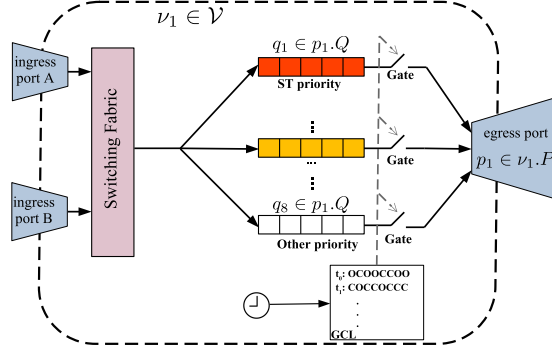 ν₁ ∈ 𝒱
ingress
port A
ingress
port B
Switching Fabric
q₁ ∈ p₁.Q
ST priority
Gate
Gate
q₈ ∈ p₁.Q
Other priority
Gate
egress port
p₁ ∈ ν₁.P
t₀: OCOOCCOO
t₁: COCCOCCC
GCL